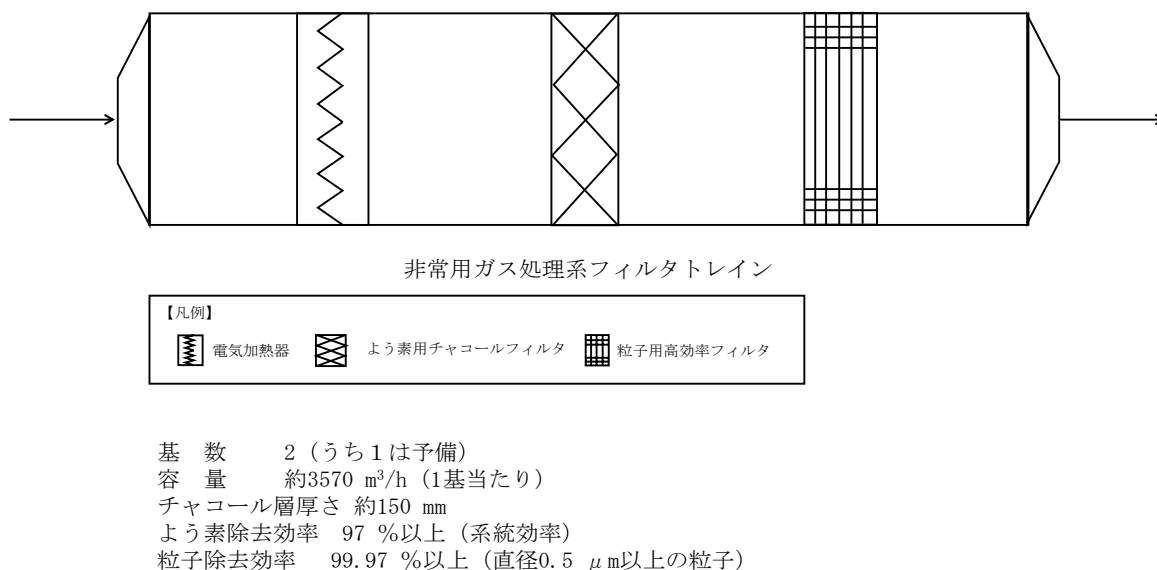 非常用ガス処理系フィルタトレイン
【凡例】
電気加熱器 よう素用チャコールフィルタ 粒子用高効率フィルタ
基 数 2 (うち１は予備)
容 量 約3570 m³/h (1基当たり)
チャコール層厚さ 約150 mm
よう素除去効率 97 %以上 (系統効率)
粒子除去効率 99.97 %以上 (直径0.5 μm以上の粒子)